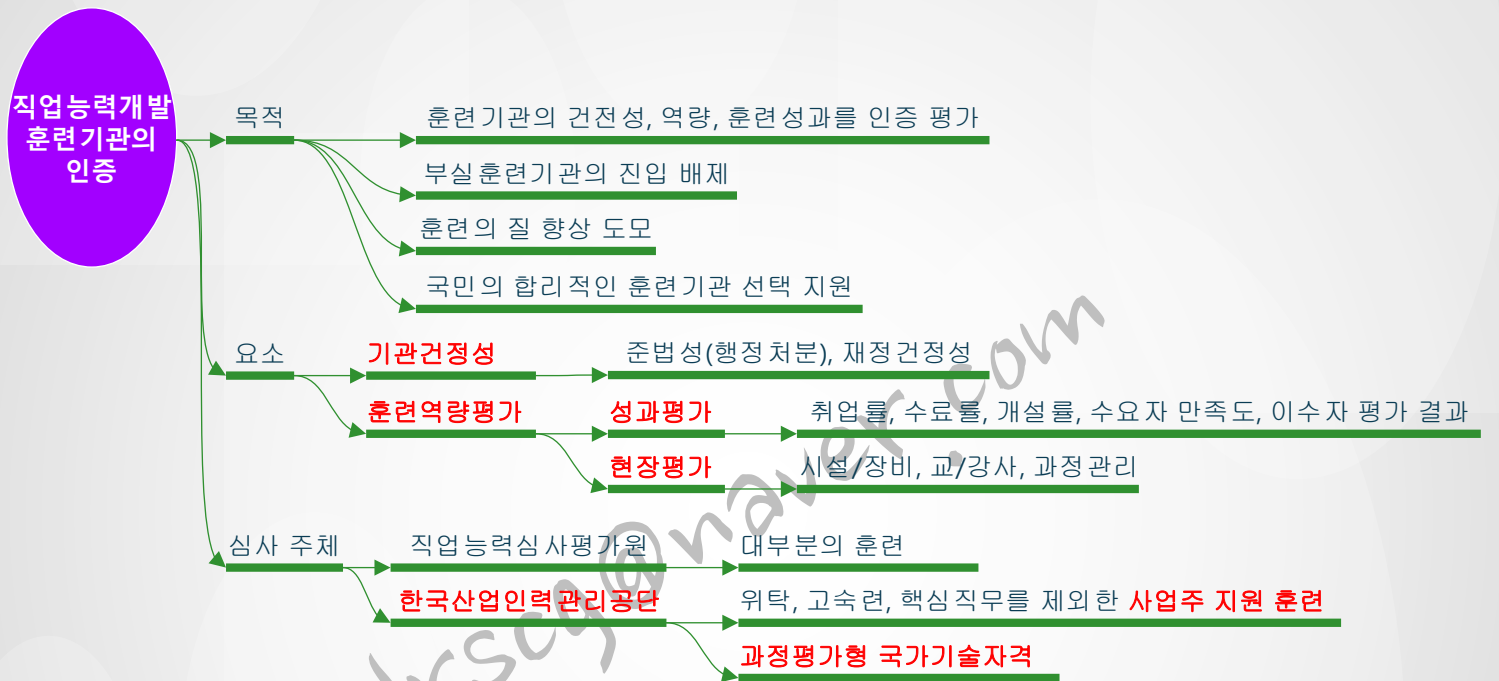 직업능력개발
훈련기관의
인증
목적
훈련기관의 건전성, 역량, 훈련성과를 인증 평가
부실훈련기관의 진입 배제
훈련의 질 향상 도모
국민의 합리적인 훈련기관 선택 지원
요소
기관건정성
준법성(행정처분), 재정건정성
훈련역량평가
성과평가
취업률, 수료률, 개설률, 수요자 만족도, 이수자 평가 결과
현장평가
시설/장비, 교/강사, 과정관리
심사 주체
직업능력심사평가원
대부분의 훈련
한국산업인력관리공단
위탁, 고숙련, 핵심직무를 제외한 사업주 지원 훈련
과정평가형 국가기술자격